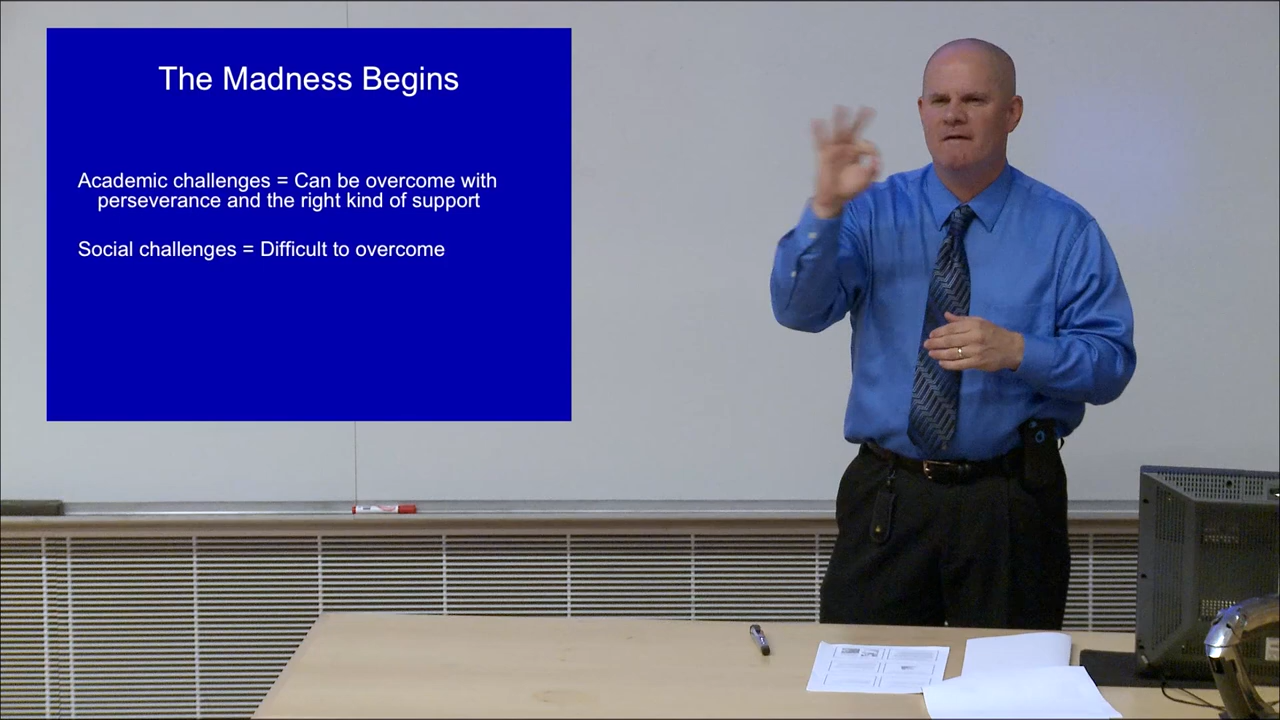 The Madness Begins
Academic challenges = Can be overcome with
perseverance and the right kind of support
Social challenges = Difficult to overcome